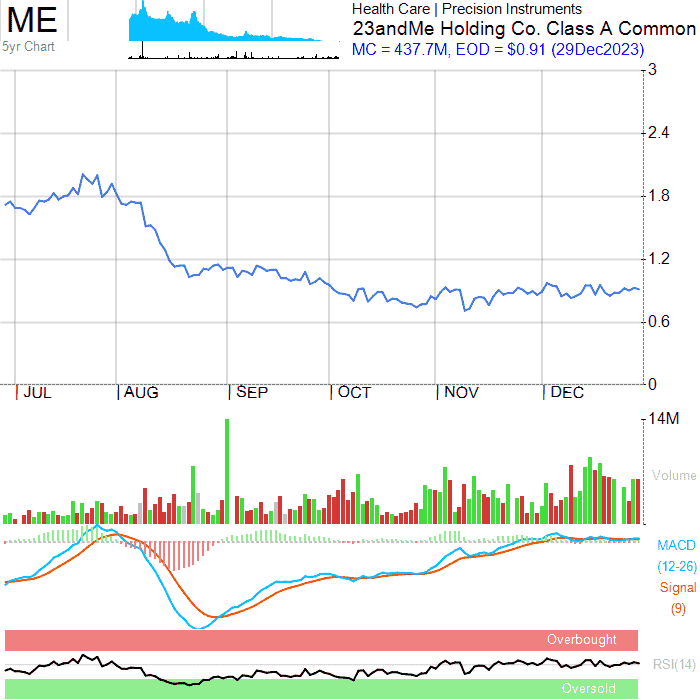 ME
5yr Chart
Health Care | Precision Instruments
23andMe Holding Co. Class A Common
MC = 437.7M, EOD = $0.91 (29Dec2023)
3
2.4
1.8
1.2
0.6
0
JUL
AUG
SEP
OCT
NOV
DEC
14M
Volume
MACD
(12-26)
Signal
(9)
Overbought
RSI(14)
Oversold